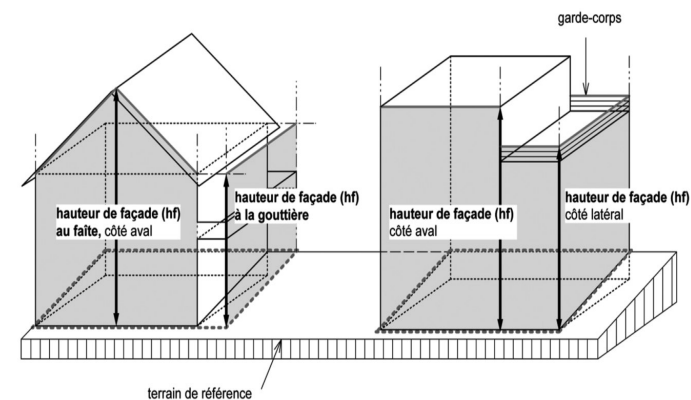 garde-corps
hauteur de façade (hf)
au faîte, côté aval
hauteur de façade (hf)
à la gouttière
hauteur de façade (hf)
côté aval
hauteur de façade (hf)
côté latéral
terrain de référence